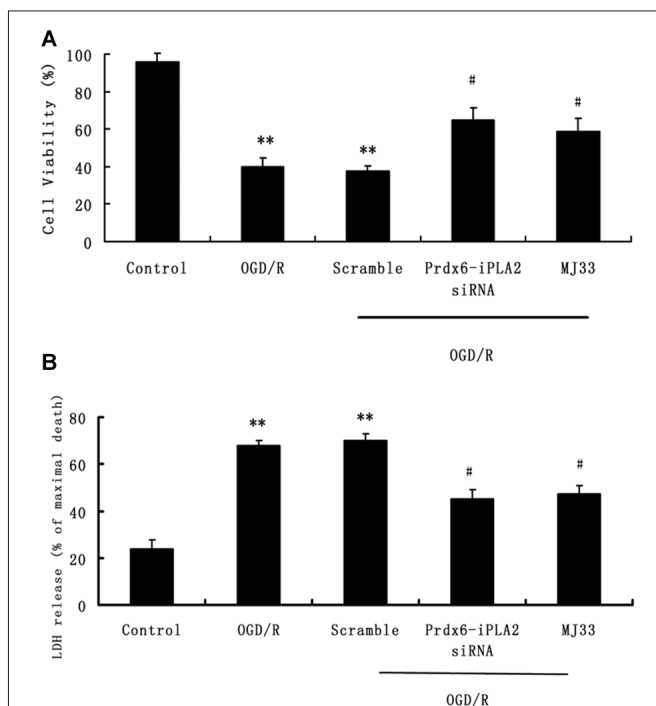 A
Cell Viability (%)
100
80
60
40
20
0
**
**
#
#
Control OGD/R Scramble Prdx6-iPLA2 MJ33
siRNA
OGD/R
B
LDH release (% of maximal death)
80
60
40
20
0
**
**
#
#
Control OGD/R Scramble Prdx6-iPLA2 MJ33
siRNA
OGD/R